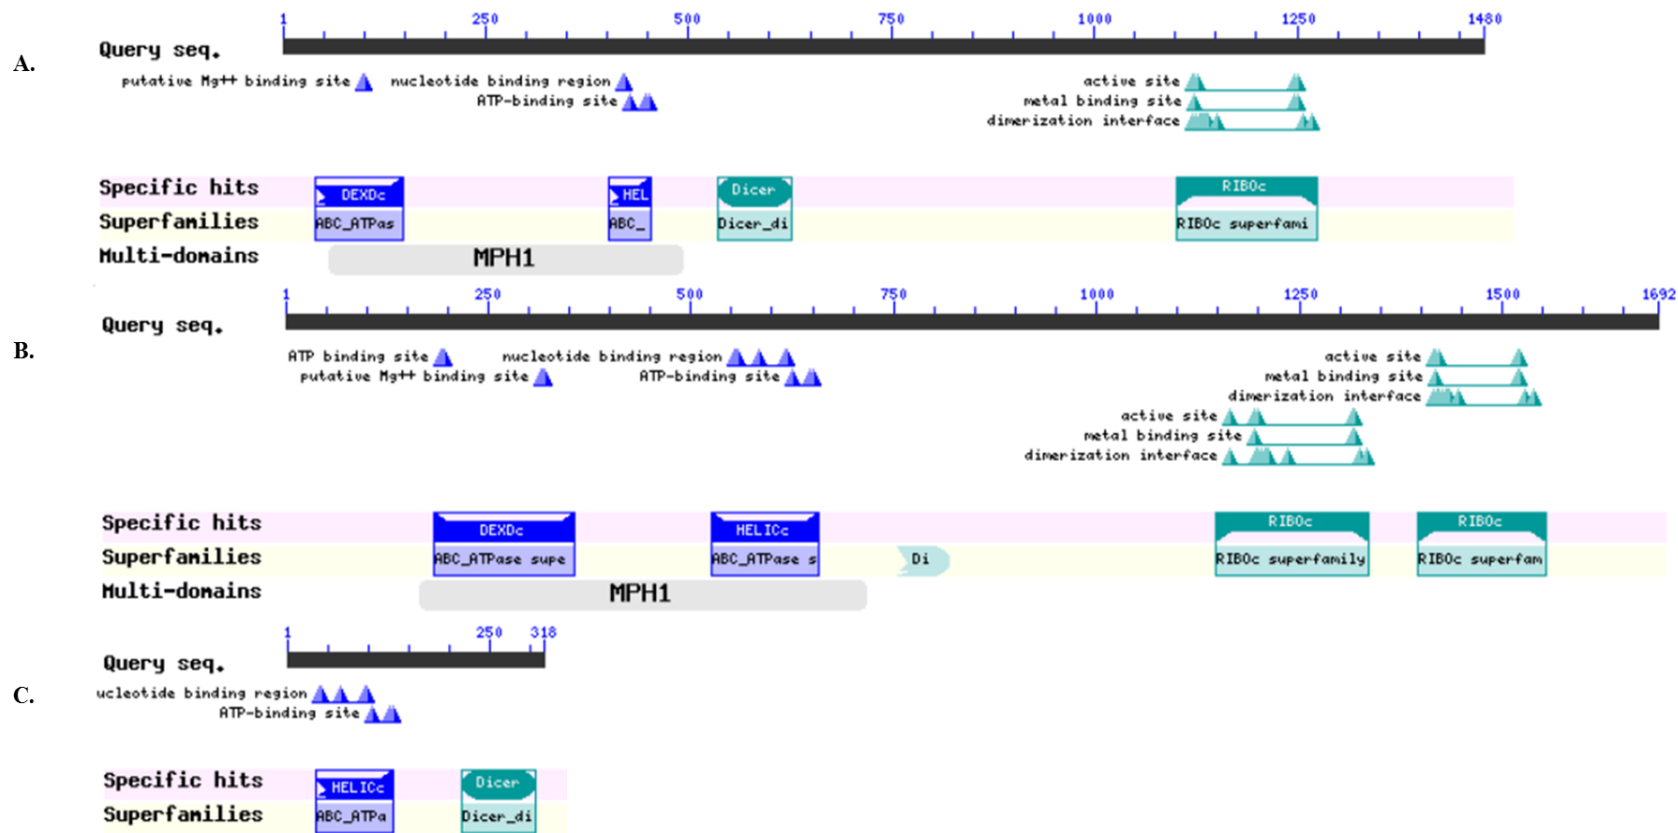 1 250 500 750 1000 1250 1480
Query seq.
A.
putative Mg++ binding site nucleotide binding region active site
ATP-binding site metal binding site
dimerization interface
Specific hits DEXDc HEL Dicer RIBOc
Superfamilies ABC_ATPas ABC_ Dicer_di RIBOc superfami
Multi-domains MPH1
1 250 500 750 1000 1250 1500 1692
Query seq.
B.
ATP binding site nucleotide binding region active site
putative Mg++ binding site ATP-binding site metal binding site
dimerization interface
active site
metal binding site
dimerization interface
Specific hits DEXDc HELICc RIBOc RIBOc
Superfamilies ABC_ATPase supe ABC_ATPase s Di RIBOc superfamily RIBOc superfam
Multi-domains MPH1
1 250 318
Query seq.
C.
ucleotide binding region
ATP-binding site
Specific hits HELICc Dicer
Superfamilies ABC_ATPa Dicer_di